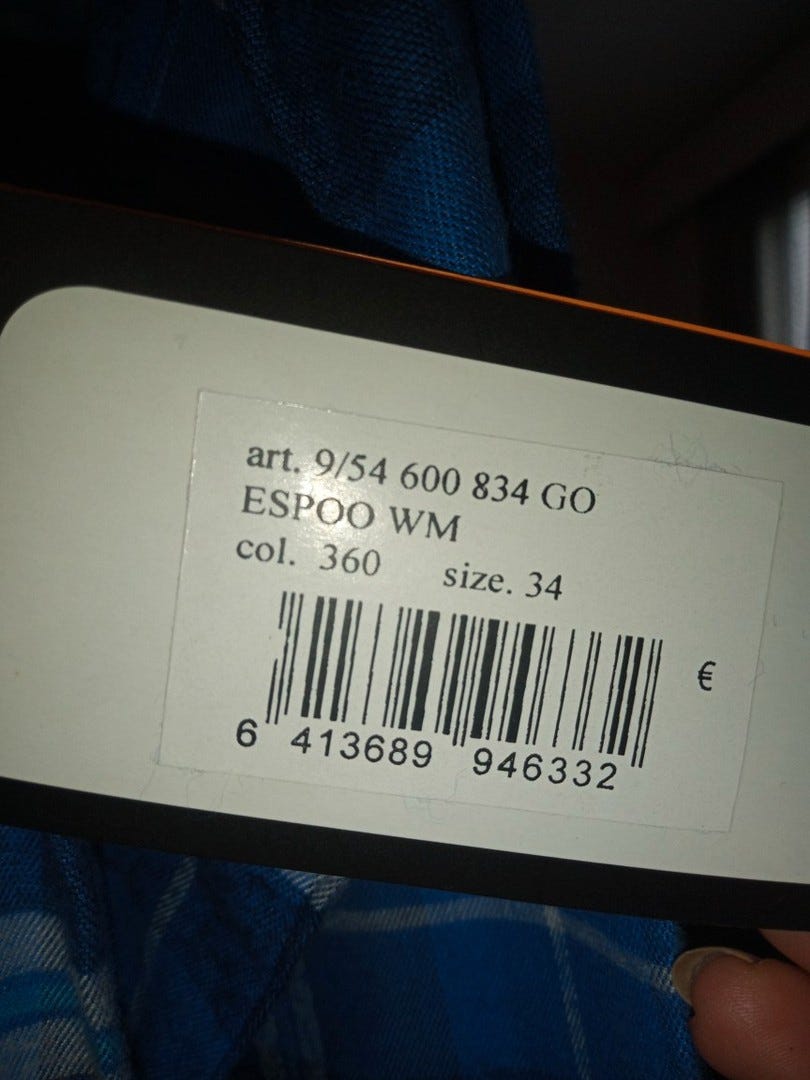 art. 9/54 600 834 GO
ESPOO WM
col. 360 size. 34
€
6 413689 946332